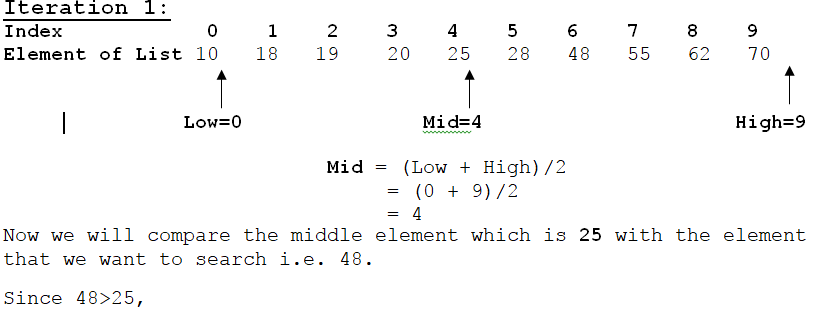 Iteration 1:
Index 0 1 2 3 4 5 6 7 8 9
Element of List 10 18 19 20 25 28 48 55 62 70
Low=0 Mid=4 High=9
Mid = (Low + High)/2
= (0 + 9)/2
= 4
Now we will compare the middle element which is 25 with the element
that we want to search i.e. 48.
Since 48>25,